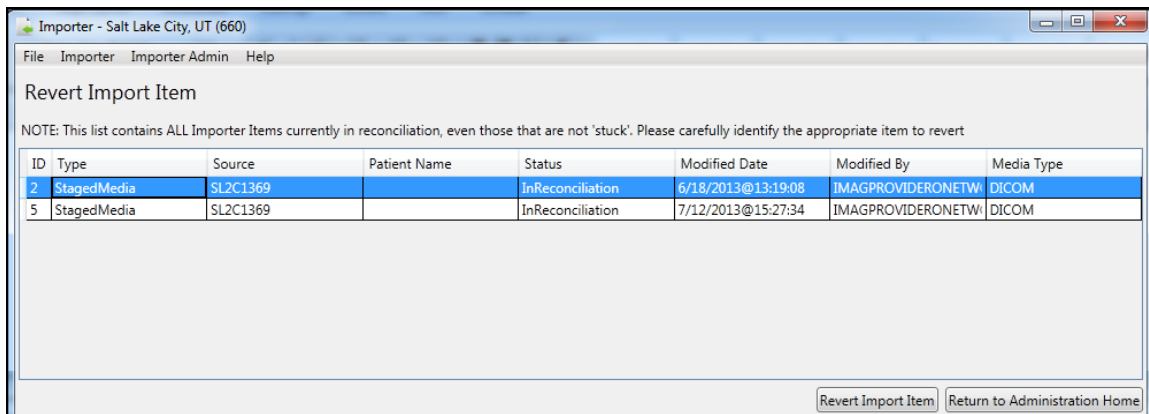 Importer - Salt Lake City, UT (660)
File Importer Importer Admin Help
Revert Import Item
NOTE: This list contains ALL Importer Items currently in reconciliation, even those that are not 'stuck'. Please carefully identify the appropriate item to revert
ID Type Source Patient Name Status Modified Date Modified By Media Type
2 StagedMedia SL2C1369 InReconciliation 6/18/2013@13:19:08 IMAGPROVIDERONETW DICOM
5 StagedMedia SL2C1369 InReconciliation 7/12/2013@15:27:34 IMAGPROVIDERONETW DICOM
Revert Import Item Return to Administration Home